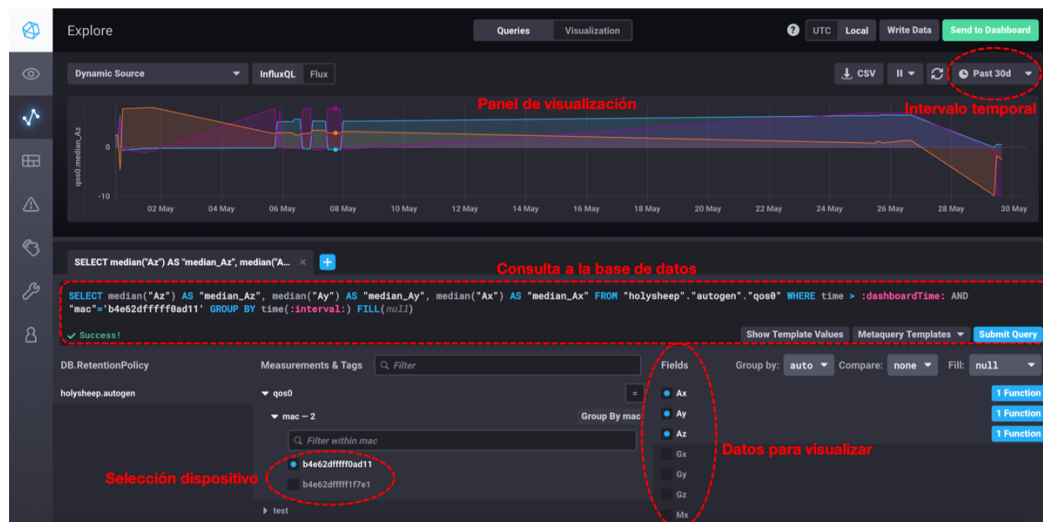 Explore
Queries Visualization
? UTC Local Write Data Send to Dashboard
Dynamic Source InfluxQL Flux
CSV Past 30d
Panel de visualización
Intervalo temporal
qos0.median_Az
0
-10
02 May 04 May 06 May 08 May 10 May 12 May 14 May 16 May 18 May 20 May 22 May 24 May 26 May 28 May 30 May
SELECT median("Az") AS "median_Az", median("A... × +
Consulta a la base de datos
SELECT median("Az") AS "median_Az", median("Ay") AS "median_Ay", median("Ax") AS "median_Ax" FROM "holysheep"."autogen"."qos0" WHERE time > :dashboardTime: AND
"mac"='b4e62dfffff0ad11' GROUP BY time(:interval:) FILL(null)
✓ Success!
Show Template Values Metaquery Templates Submit Query
DB.RetentionPolicy Measurements & Tags Filter Fields Group by: auto Compare: none Fill: null
holysheep.autogen qos0 = Ax 1 Function
mac — 2 Group By mac Ay 1 Function
Filter within mac Az 1 Function
Datos para visualizar
Gx
b4e62dfffff0ad11
Selección dispositivo
Gy
b4e62dfffff1f7e1
Gz
test
Mx